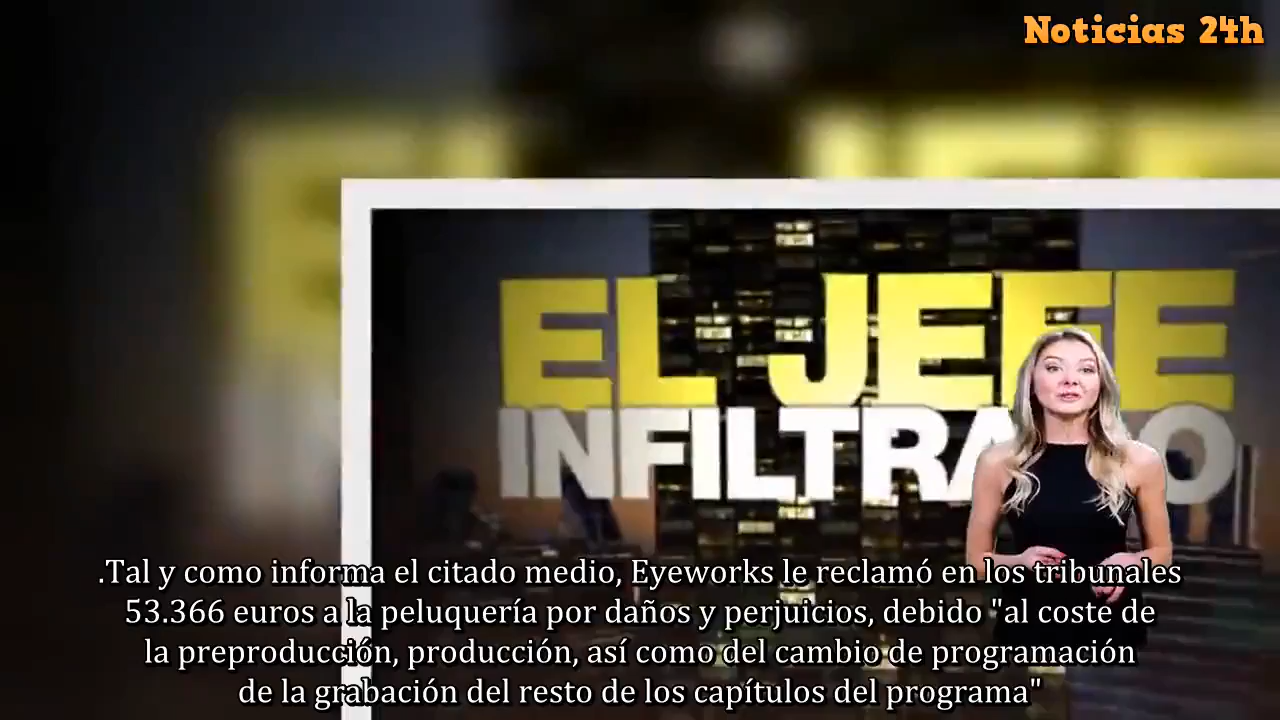 Noticias 24h
EL JEFE
INFILTRADO
.Tal y como informa el citado medio, Eyeworks le reclamó en los tribunales
53.366 euros a la peluquería por daños y perjuicios, debido "al coste de
la preproducción, producción, así como del cambio de programación
de la grabación del resto de los capítulos del programa"